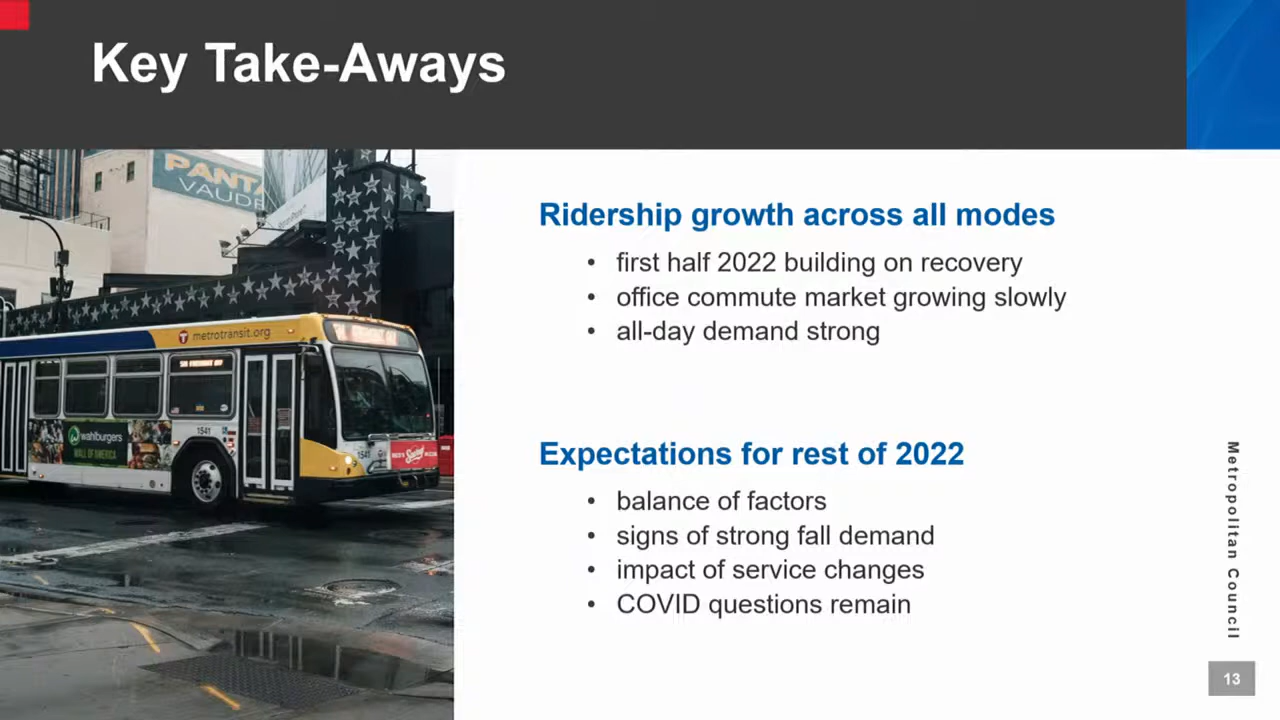 Key Take-Aways
PANTA
VAUDE
metrotransit.org
1541
wahlburgers
MALL OF AMERICA
1541
Ridership growth across all modes
• first half 2022 building on recovery
• office commute market growing slowly
• all-day demand strong
Expectations for rest of 2022
• balance of factors
• signs of strong fall demand
• impact of service changes
• COVID questions remain
Metropolitan Council
13